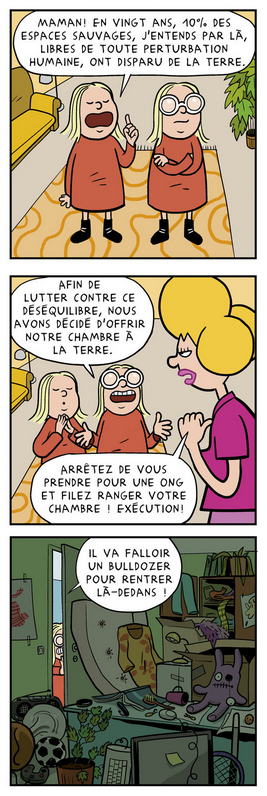 MAMAN! EN VINGT ANS, 10% DES
ESPACES SAUVAGES, J'ENTENDS PAR LÀ,
LIBRES DE TOUTE PERTURBATION
HUMAINE, ONT DISPARU DE LA TERRE.
AFIN DE
LUTTER CONTRE CE
DÉSÉQUILIBRE, NOUS
AVONS DÉCIDÉ D'OFFRIR
NOTRE CHAMBRE À
LA TERRE.
ARRÊTEZ DE VOUS
PRENDRE POUR UNE ONG
ET FILEZ RANGER VOTRE
CHAMBRE ! EXÉCUTION!
IL VA FALLOIR
UN BULLDOZER
POUR RENTRER
LÀ-DEDANS !